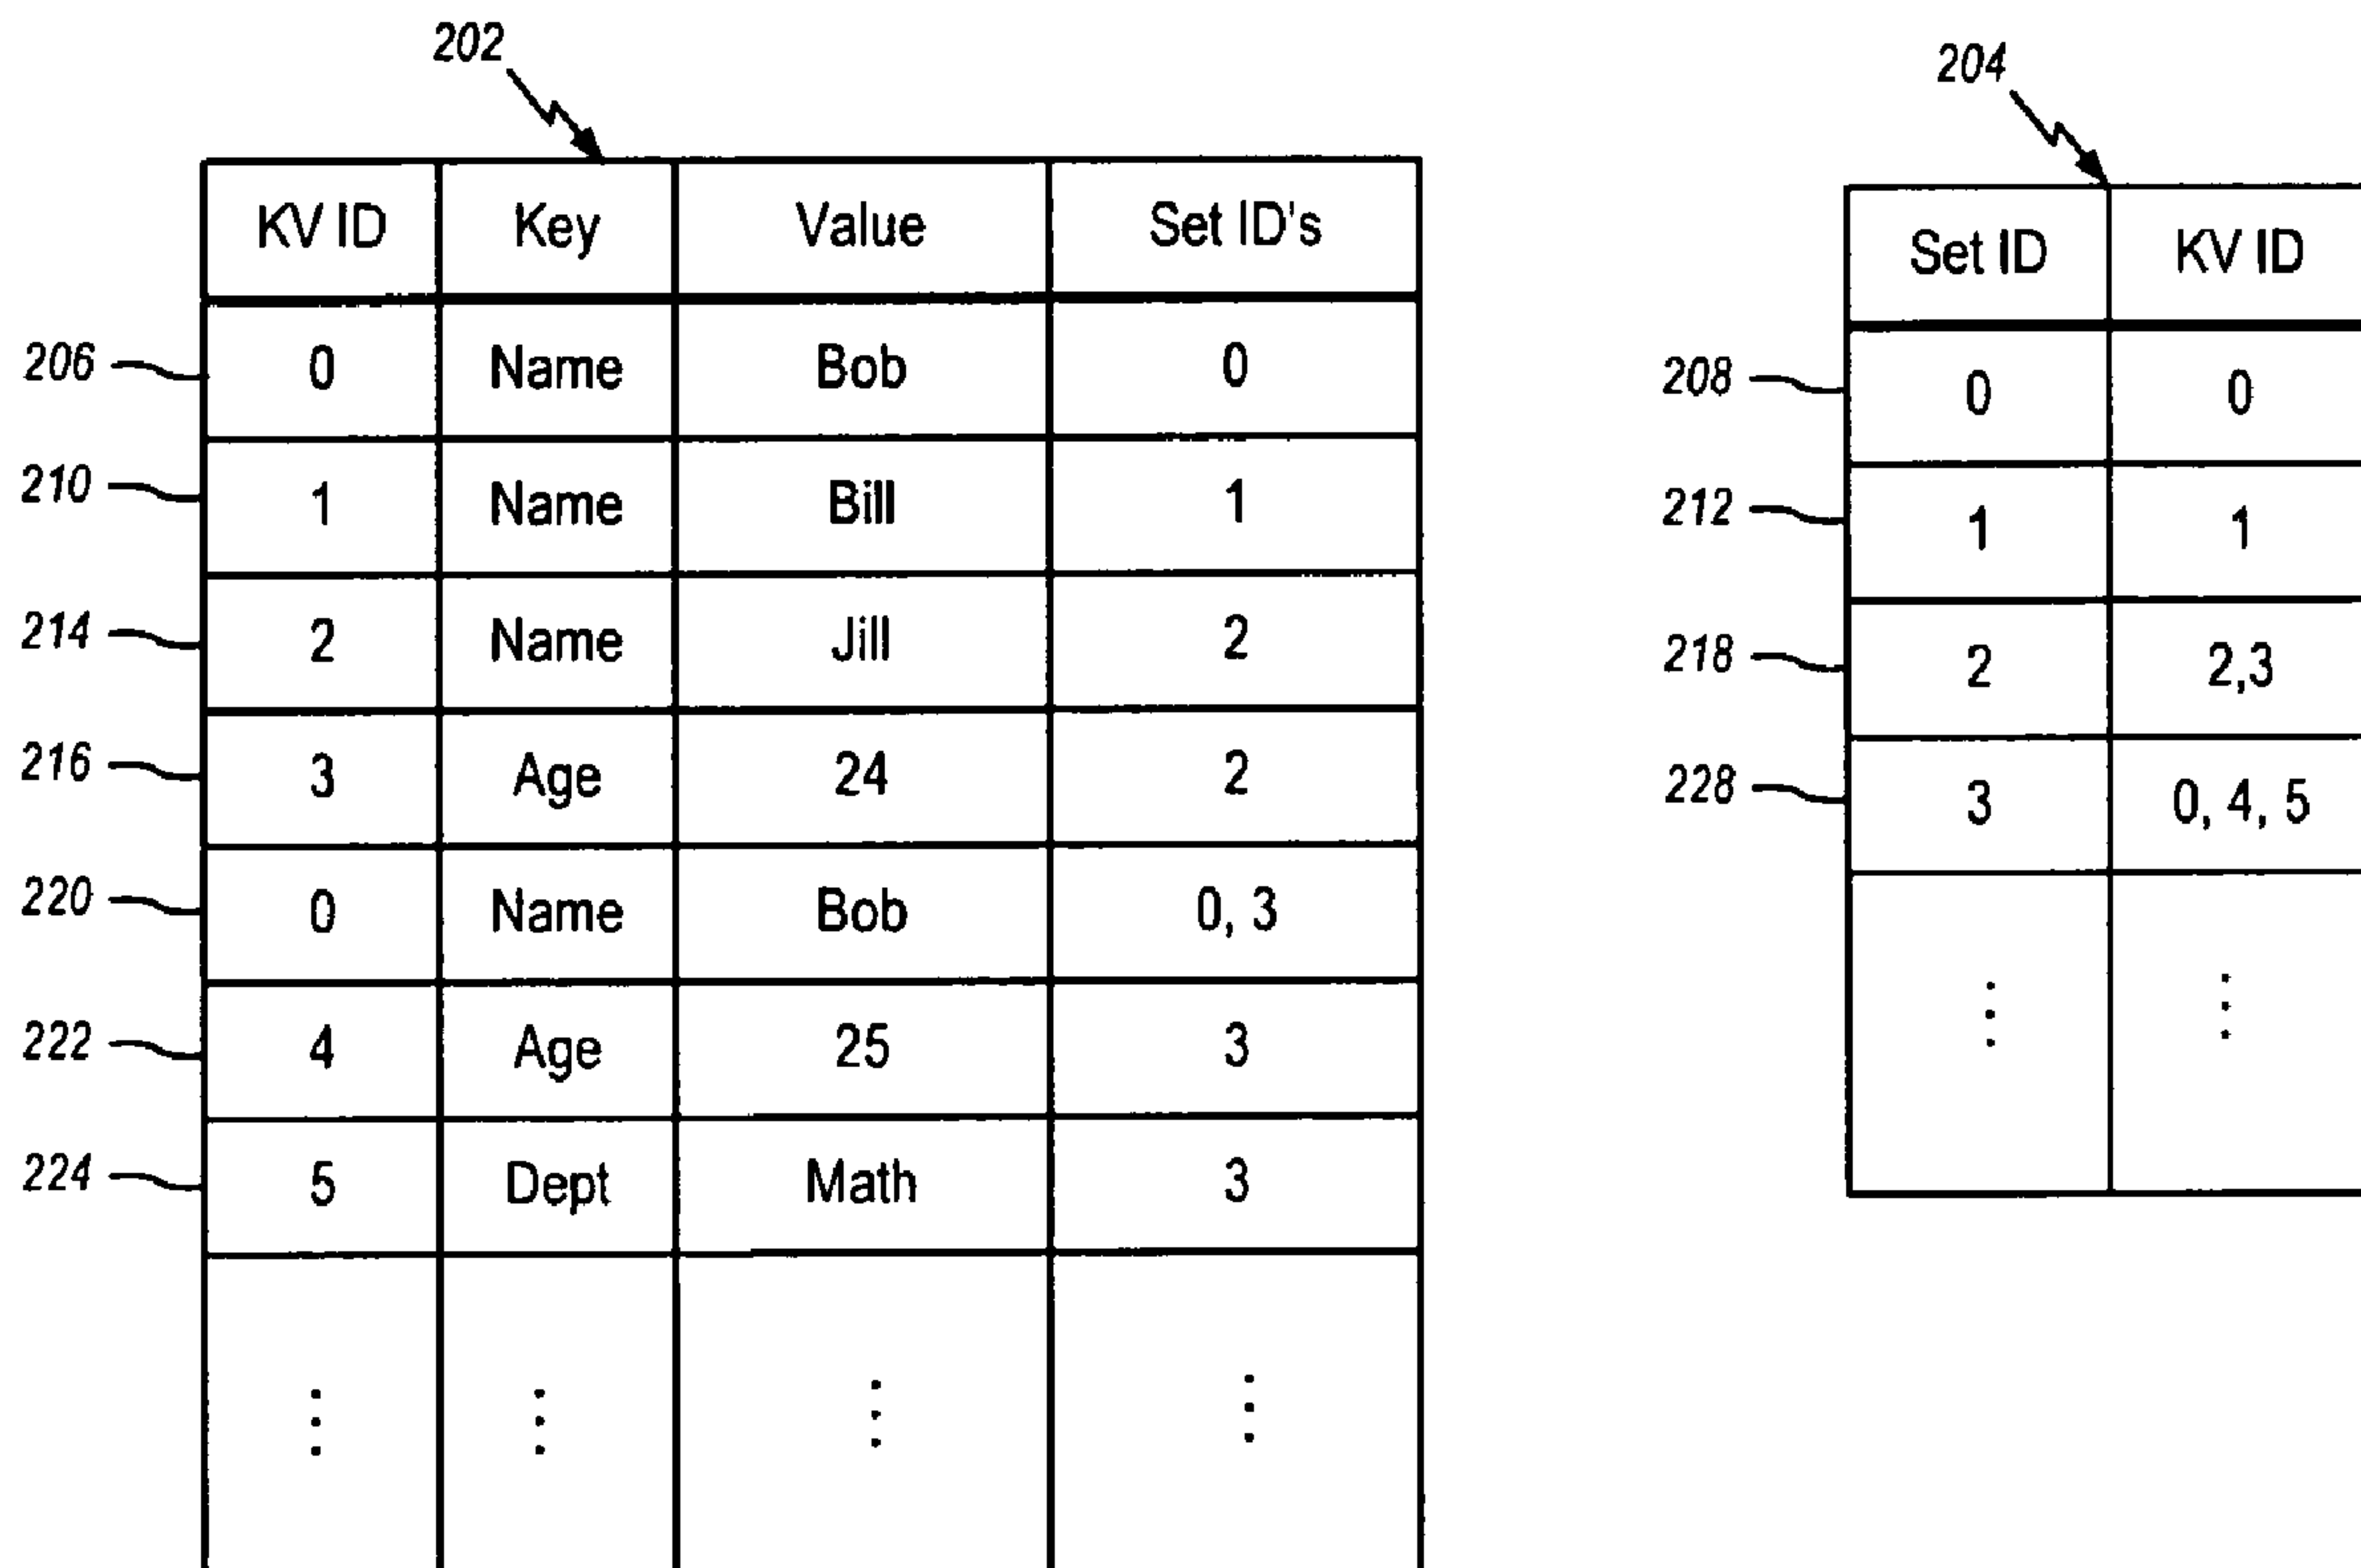 202
KV ID Key Value Set ID's
206 0 Name Bob 0
210 1 Name Bill 1
214 2 Name Jill 2
216 3 Age 24 2
220 0 Name Bob 0, 3
222 4 Age 25 3
224 5 Dept Math 3
204
Set ID KV ID
208 0 0
212 1 1
218 2 2,3
228 3 0, 4, 5